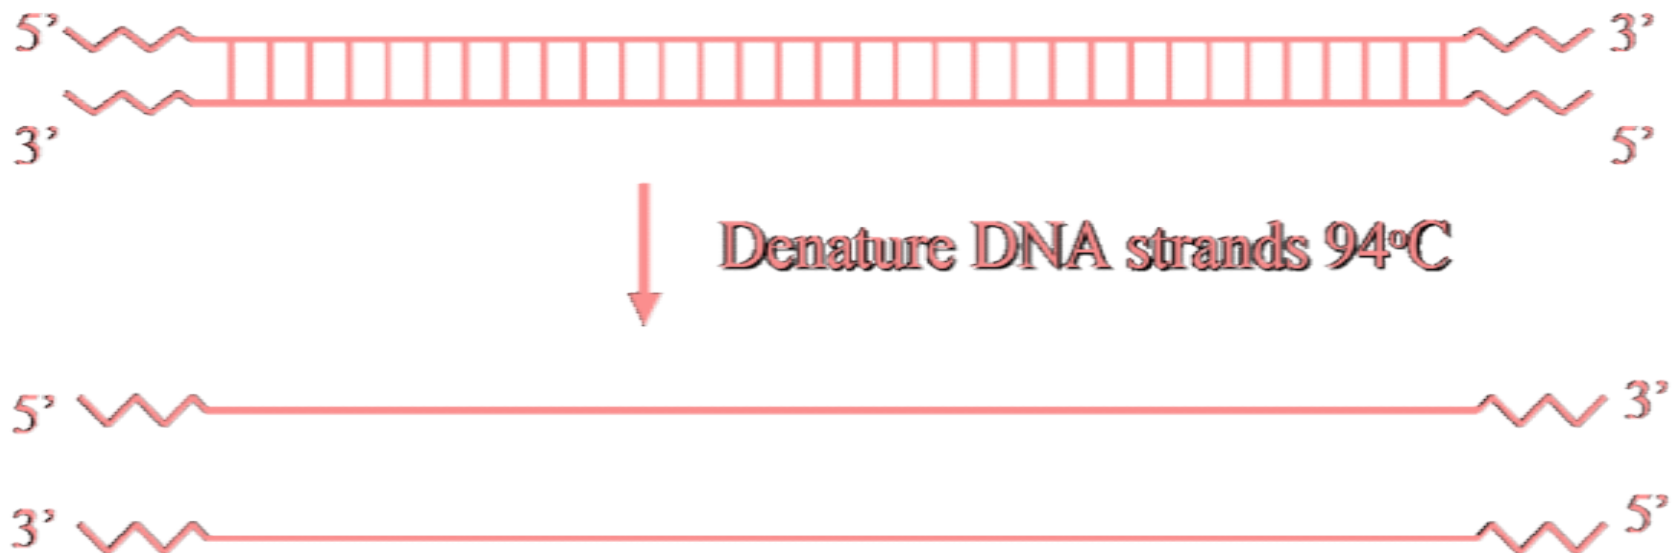 5’ 3’
3’ 5’
Denature DNA strands 94°C
5’ 3’
3’ 5’